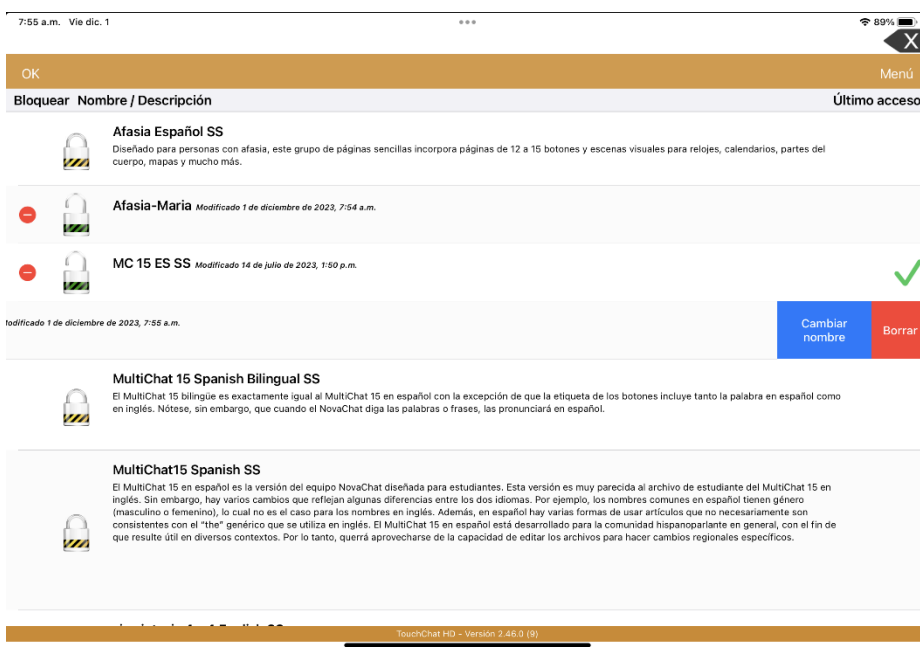 7:55 a.m. Vie dic. 1
89%
X
OK
Menú
Bloquear Nombre / Descripción
Último acceso
Afasia Español SS
Diseñado para personas con afasia, este grupo de páginas sencillas incorpora páginas de 12 a 15 botones y escenas visuales para relojes, calendarios, partes del
cuerpo, mapas y mucho más.
Afasia-Maria Modificado 1 de diciembre de 2023, 7:54 a.m.
MC 15 ES SS Modificado 14 de julio de 2023, 1:50 p.m.
Modificado 1 de diciembre de 2023, 7:55 a.m.
Cambiar
nombre
Borrar
MultiChat 15 Spanish Bilingual SS
El MultiChat 15 bilingüe es exactamente igual al MultiChat 15 en español con la excepción de que la etiqueta de los botones incluye tanto la palabra en español como
en inglés. Nótese, sin embargo, que cuando el NovaChat diga las palabras o frases, las pronunciará en español.
MultiChat15 Spanish SS
El MultiChat 15 en español es la versión del equipo NovaChat diseñada para estudiantes. Esta versión es muy parecida al archivo de estudiante del MultiChat 15 en
inglés. Sin embargo, hay varios cambios que reflejan algunas diferencias entre los dos idiomas. Por ejemplo, los nombres comunes en español tienen género
(masculino o femenino), lo cual no es el caso para los nombres en inglés. Además, en español hay varias formas de usar artículos que no necesariamente son
consistentes con el "the" genérico que se utiliza en inglés. El MultiChat 15 en español está desarrollado para la comunidad hispanoparlante en general, con el fin de
que resulte útil en diversos contextos. Por lo tanto, querrá aprovecharse de la capacidad de editar los archivos para hacer cambios regionales específicos.
TouchChat HD - Versión 2.46.0 (9)